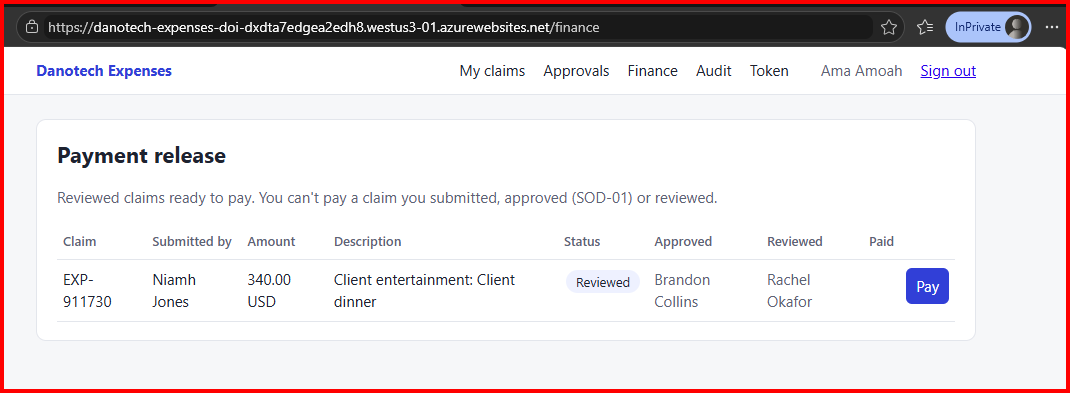 https://danotech-expenses-doi-dxdta7edgea2edh8.westus3-01.azurewebsites.net/finance InPrivate
Danotech Expenses My claims Approvals Finance Audit Token Ama Amoah Sign out
Payment release
Reviewed claims ready to pay. You can't pay a claim you submitted, approved (SOD-01) or reviewed.
Claim Submitted by Amount Description Status Approved Reviewed Paid
EXP- Niamh 340.00 Client entertainment: Client Reviewed Brandon Rachel Pay
911730 Jones USD dinner Collins Okafor